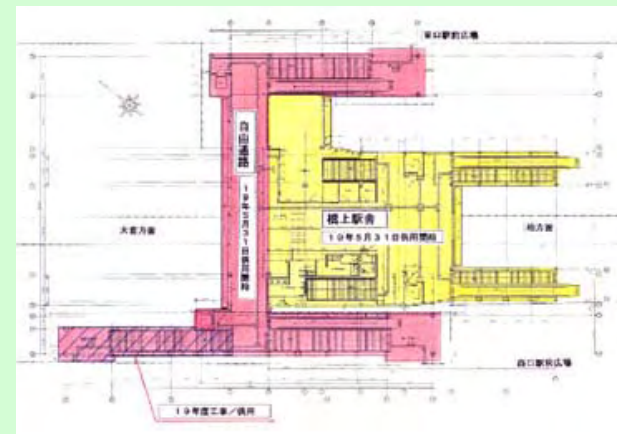 東口駅前広場
自由通路
19年5月31日供用開始
大宮方面
橋上駅舎
19年5月31日供用開始
柏方面
西口駅前広場
19年度工事/供用